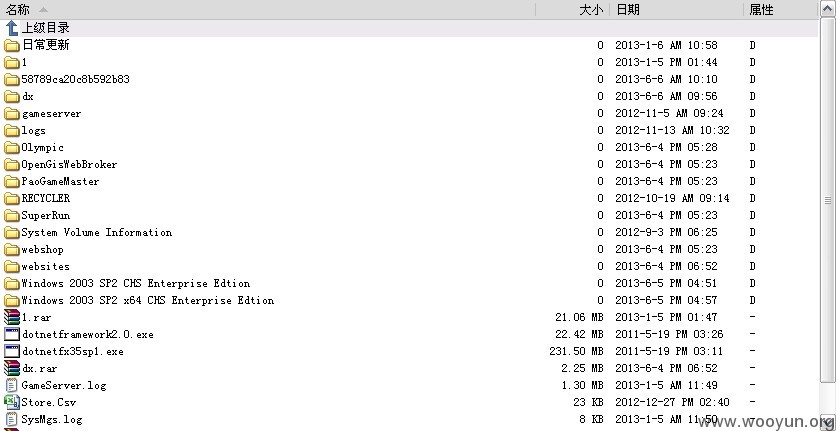 名称 大小 日期 属性
上级目录
日常更新 0 2013-1-6 AM 10:58 D
1 0 2013-1-5 PM 01:44 D
58789ca20c8b592b83 0 2013-6-6 AM 10:10 D
dx 0 2013-6-6 AM 09:56 D
gameserver 0 2012-11-5 AM 09:24 D
logs 0 2012-11-13 AM 10:32 D
Olympic 0 2013-6-4 PM 05:28 D
OpenGisWebBroker 0 2013-6-4 PM 05:23 D
PaoGameMaster 0 2013-6-4 PM 05:23 D
RECYCLER 0 2012-10-19 AM 09:14 D
SuperRun 0 2013-6-4 PM 05:23 D
System Volume Information 0 2012-9-3 PM 06:25 D
webshop 0 2013-6-4 PM 05:23 D
websites 0 2013-6-4 PM 06:52 D
Windows 2003 SP2 CHS Enterprise Edtion 0 2013-6-5 PM 04:51 D
Windows 2003 SP2 x64 CHS Enterprise Edtion 0 2013-6-5 PM 04:57 D
1.rar 21.06 MB 2013-1-5 PM 01:47 -
dotnetframework2.0.exe 22.42 MB 2011-5-19 PM 03:26 -
dotnetfx35sp1.exe 231.50 MB 2011-5-19 PM 03:11 -
dx.rar 2.25 MB 2013-6-4 PM 06:52 -
GameServer.log 1.30 MB 2013-1-5 AM 11:49 -
Store.Csv 23 KB 2012-12-27 PM 02:40 -
SysMgs.log 8 KB 2013-1-5 AM 11:50 -
www.wooyun.org